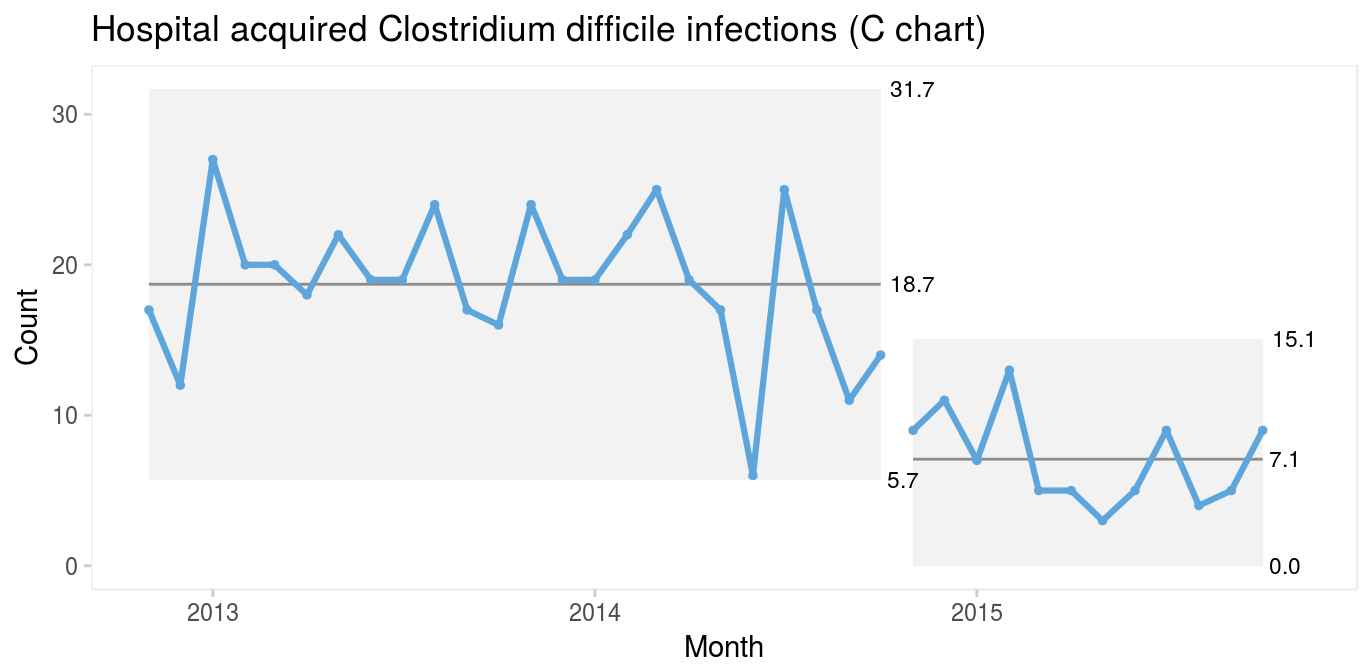 Hospital acquired Clostridium difficile infections (C chart)
31.7
30
20
18.7
Count
15.1
10
7.1
5.7
0
0.0
2013 2014 2015
Month